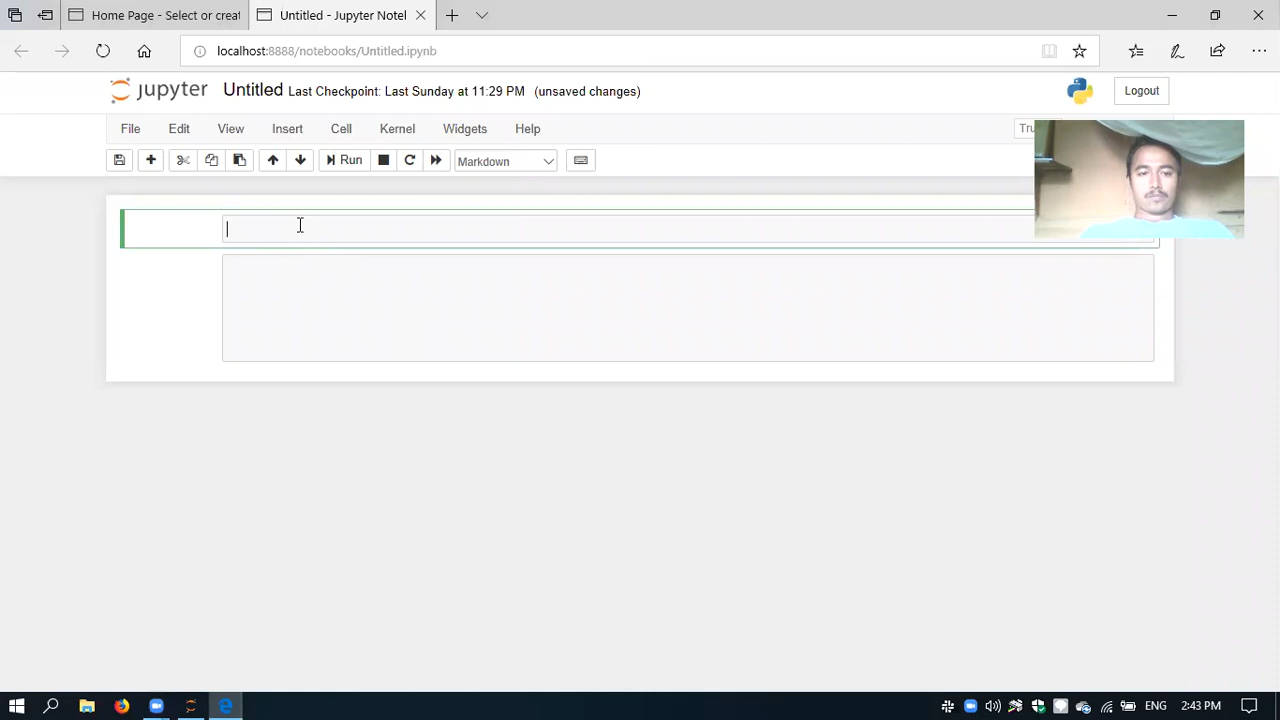 Home Page - Select or creat
Untitled - Jupyter Notel
localhost:8888/notebooks/Untitled.ipynb
jupyter Untitled Last Checkpoint: Last Sunday at 11:29 PM (unsaved changes)
Logout
File Edit View Insert Cell Kernel Widgets Help
Tru
Run
Markdown
ENG 2:43 PM